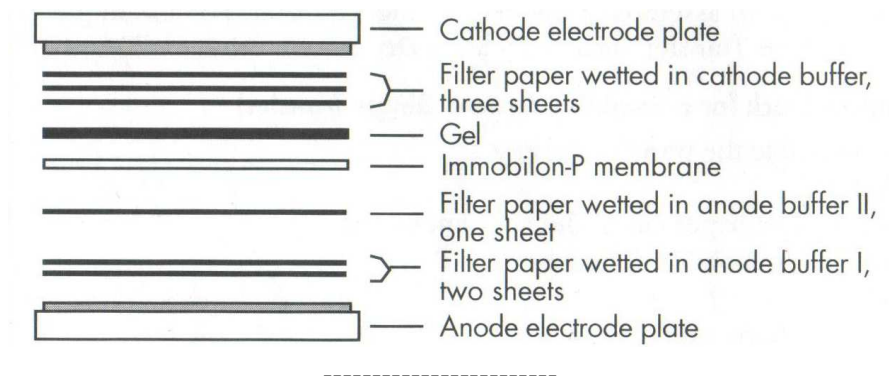 Cathode electrode plate
Filter paper wetted in cathode buffer,
three sheets
Gel
Immobilon-P membrane
Filter paper wetted in anode buffer II,
one sheet
Filter paper wetted in anode buffer I,
two sheets
Anode electrode plate